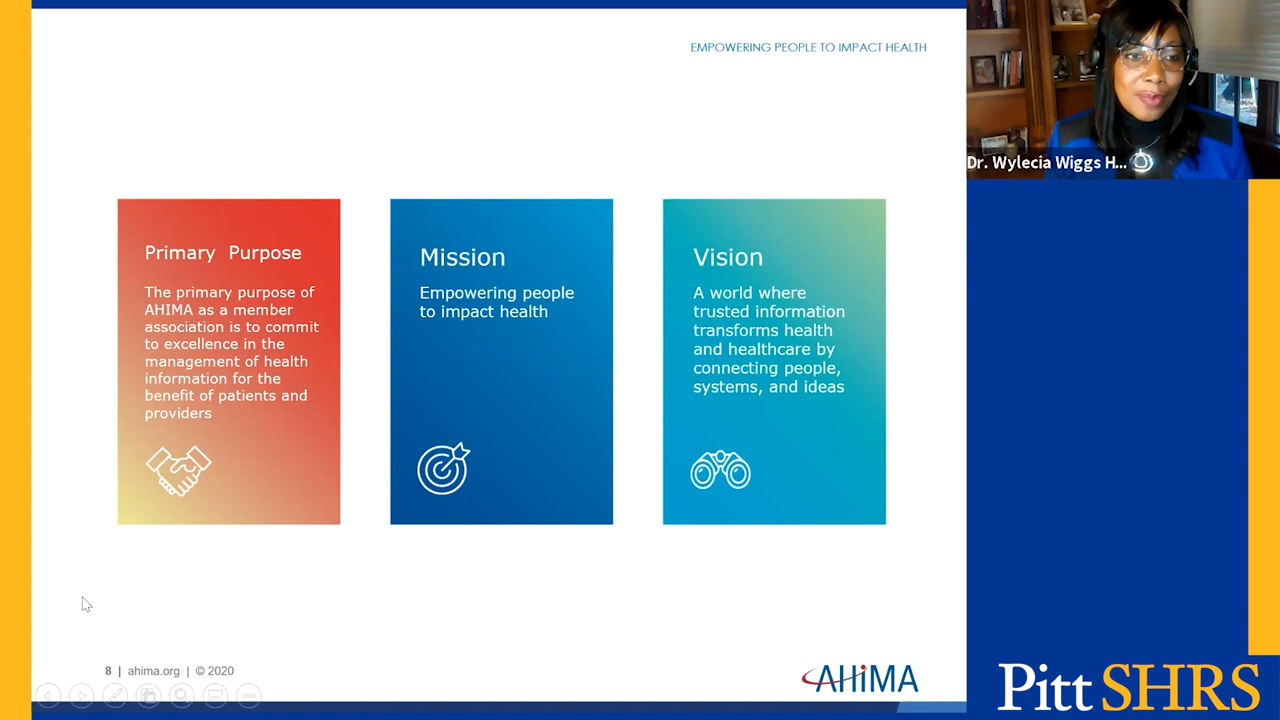 EMPOWERING PEOPLE TO IMPACT HEALTH
Dr. Wylecia Wiggs H...
Primary Purpose
The primary purpose of
AHIMA as a member
association is to commit
to excellence in the
management of health
information for the
benefit of patients and
providers
Mission
Empowering people
to impact health
Vision
A world where
trusted information
transforms health
and healthcare by
connecting people,
systems, and ideas
8 | ahima.org | © 2020
AHiMA
Pitt SHRS